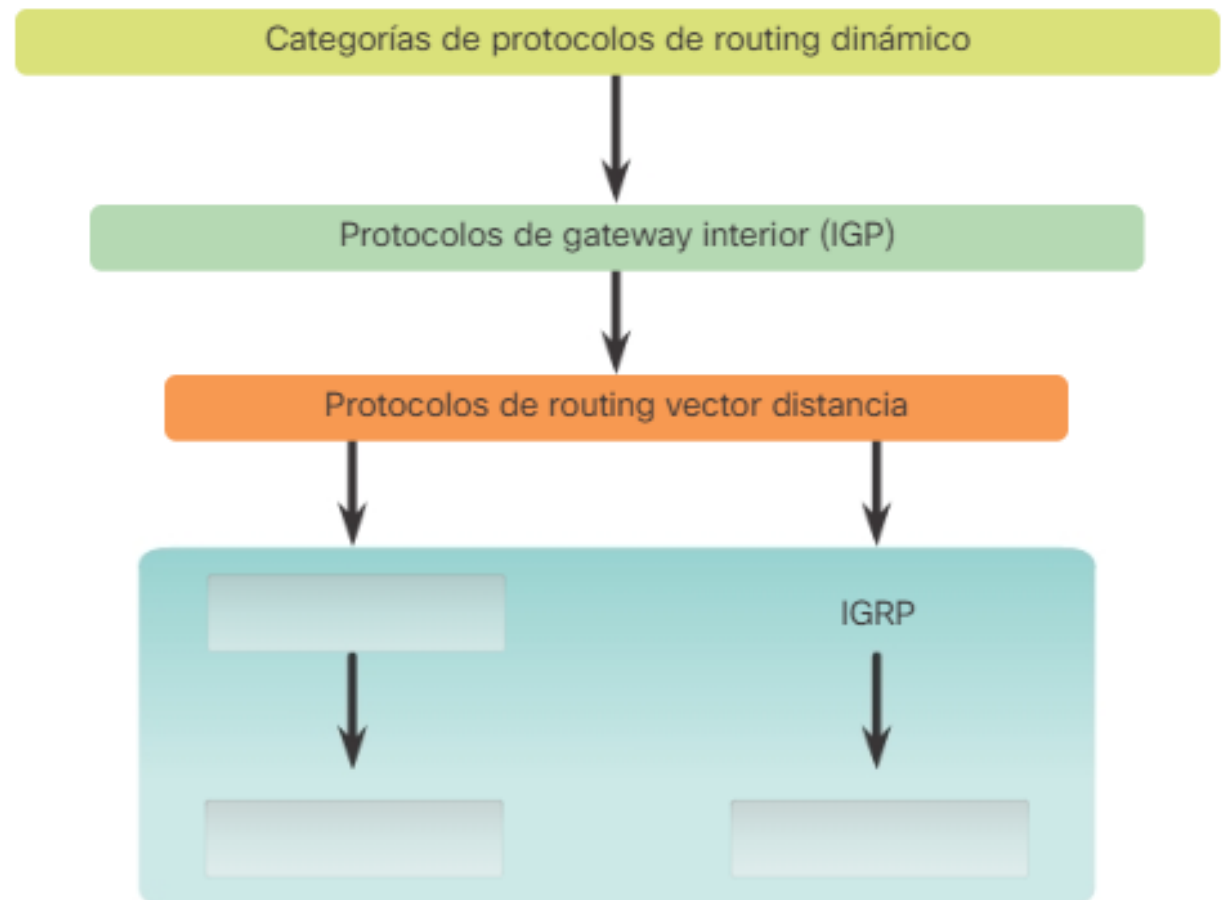 Categorías de protocolos de routing dinámico
Protocolos de gateway interior (IGP)
Protocolos de routing vector distancia
IGRP